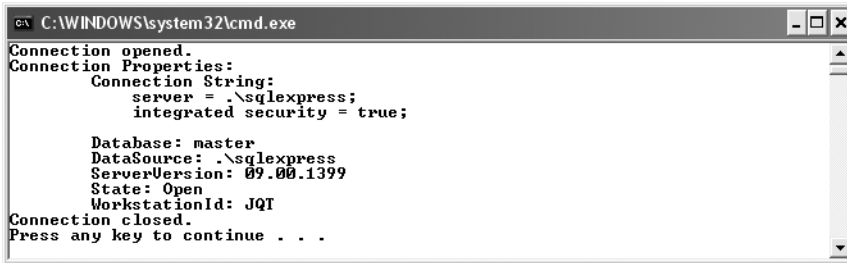 C:\WINDOWS\system32\cmd.exe
Connection opened.
Connection Properties:
        Connection String:
            server = .\sqlexpress;
            integrated security = true;

        Database: master
        DataSource: .\sqlexpress
        ServerVersion: 09.00.1399
        State: Open
        WorkstationId: JQT
Connection closed.
Press any key to continue . . .